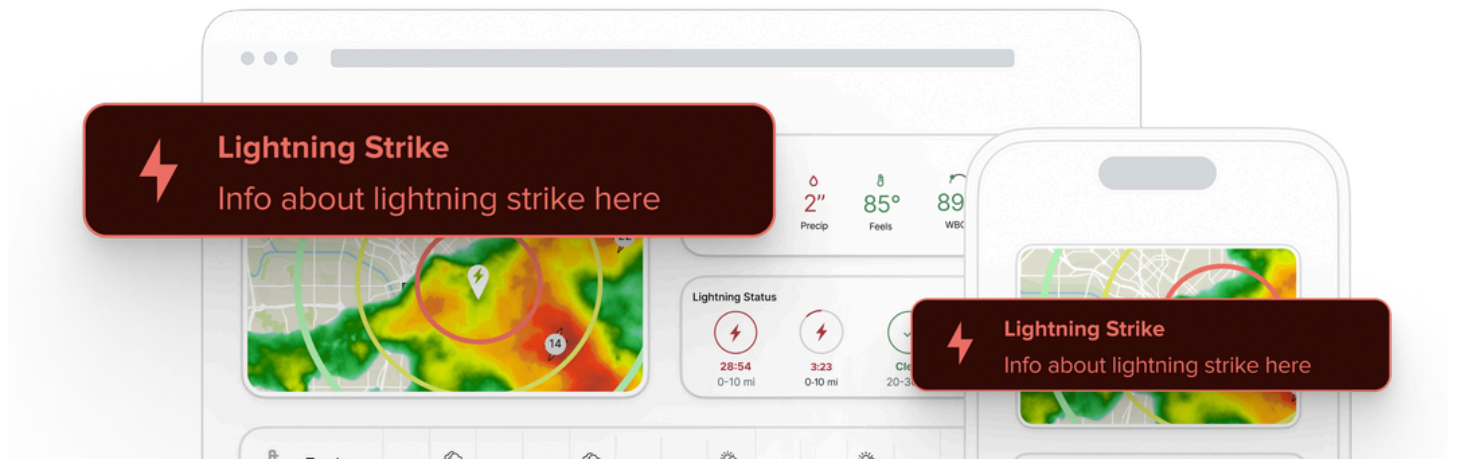 Lightning Strike
Info about lightning strike here
2” 85° 89
Precip Feels
14
Lightning Status
28:54 3:23
0-10 mi 0-10 mi
Lightning Strike
Info about lightning strike here